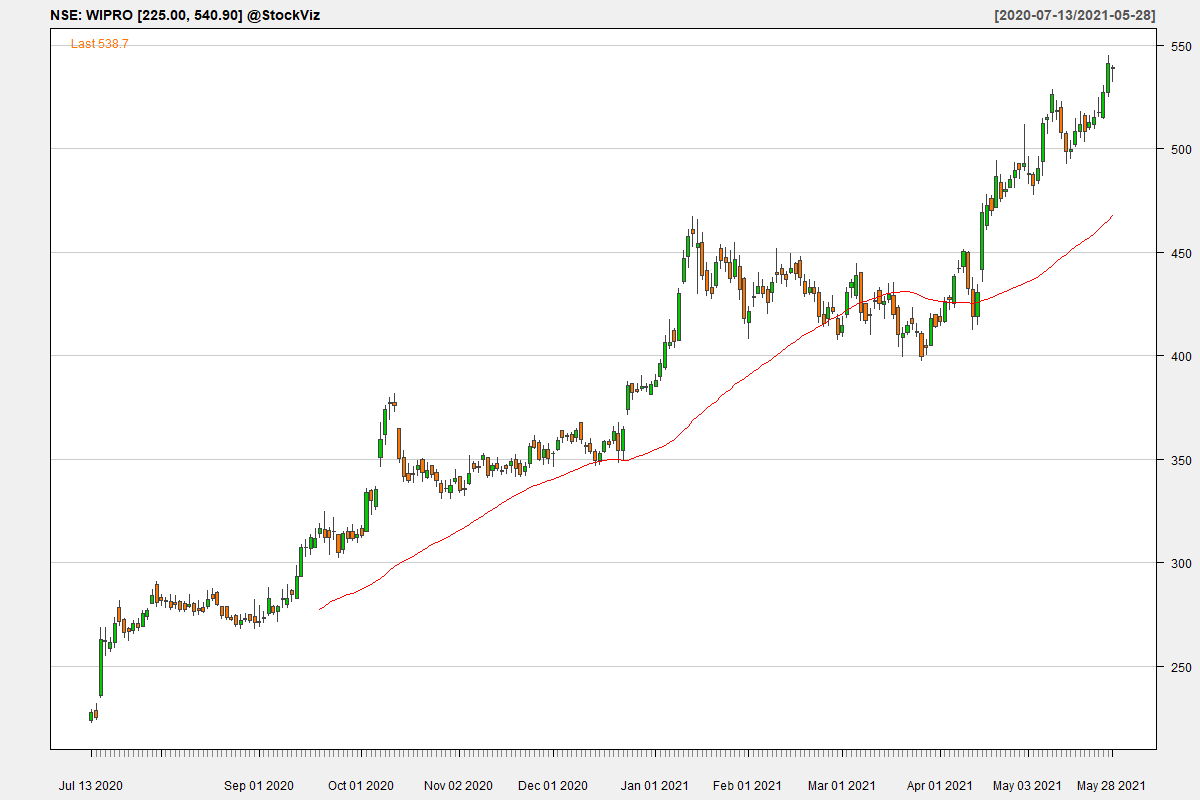 NSE: WIPRO [225.00, 540.90] @StockViz
[2020-07-13/2021-05-28]
Last 538.7
550
500
450
400
350
300
250
Jul 13 2020
Sep 01 2020
Oct 01 2020
Nov 02 2020
Dec 01 2020
Jan 01 2021
Feb 01 2021
Mar 01 2021
Apr 01 2021
May 03 2021
May 28 2021